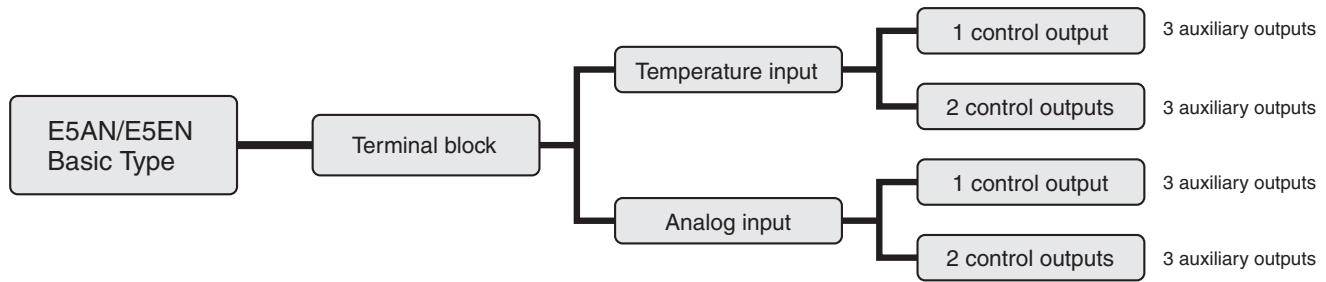 E5AN/E5EN
Basic Type
Terminal block
Temperature input
1 control output
3 auxiliary outputs
2 control outputs
3 auxiliary outputs
Analog input
1 control output
3 auxiliary outputs
2 control outputs
3 auxiliary outputs